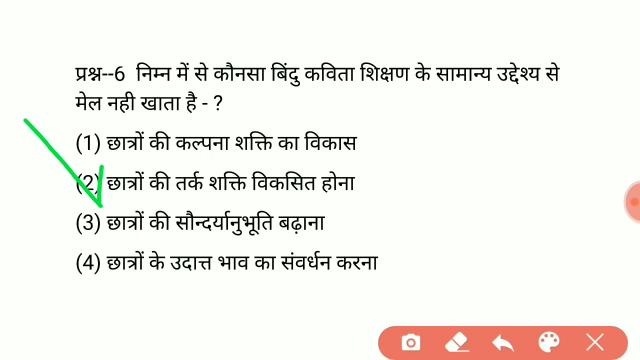 प्रश्न--6 निम्न में से कौनसा बिंदु कविता शिक्षण के सामान्य उद्देश्य से
मेल नही खाता है - ?
(1) छात्रों की कल्पना शक्ति का विकास
(2) छात्रों की तर्क शक्ति विकसित होना
(3) छात्रों की सौन्दर्यानुभूति बढ़ाना
(4) छात्रों के उदात्त भाव का संवर्धन करना